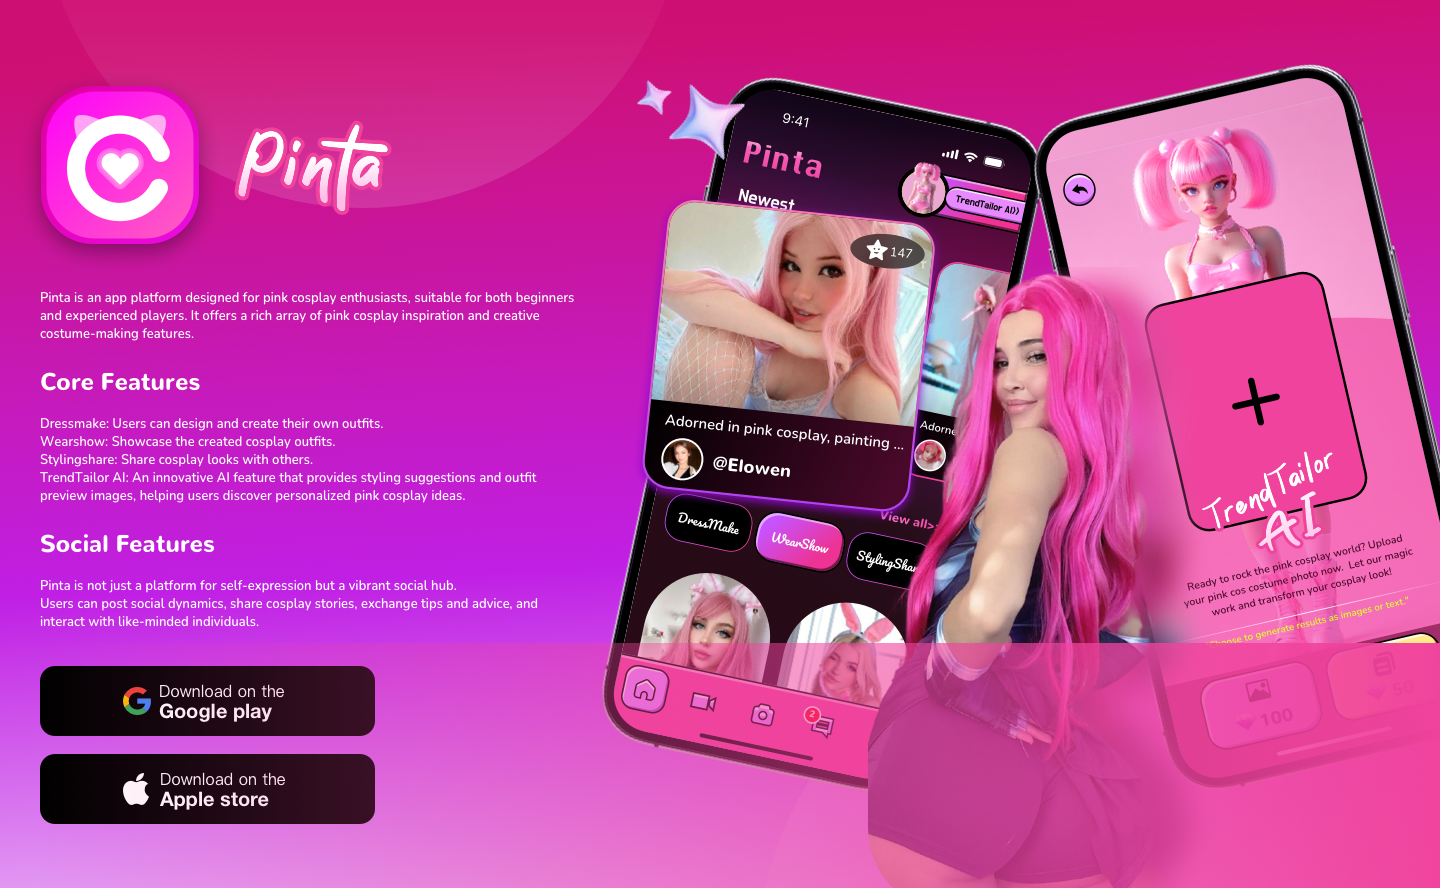 Pinta
Pinta is an app platform designed for pink cosplay enthusiasts, suitable for both beginners
and experienced players. It offers a rich array of pink cosplay inspiration and creative
costume-making features.
Core Features
Dressmake: Users can design and create their own outfits.
Wearshow: Showcase the created cosplay outfits.
Stylingshare: Share cosplay looks with others.
TrendTailor AI: An innovative AI feature that provides styling suggestions and outfit
preview images, helping users discover personalized pink cosplay ideas.
Social Features
Pinta is not just a platform for self-expression but a vibrant social hub.
Users can post social dynamics, share cosplay stories, exchange tips and advice, and
interact with like-minded individuals.
Download on the
Google play
Download on the
Apple store
9:41
Pinta
TrendTailor AI))
Newest
147
Adorned in pink cosplay, painting ...
@Elowen
Adorne
View all>
DressMake
WearShow
StylingShar
2
TrendTailor
AI
Ready to rock the pink cosplay world? Upload
your pink cos costume photo now. Let our magic
work and transform your cosplay look!
Choose to generate results as images or text."
100
50